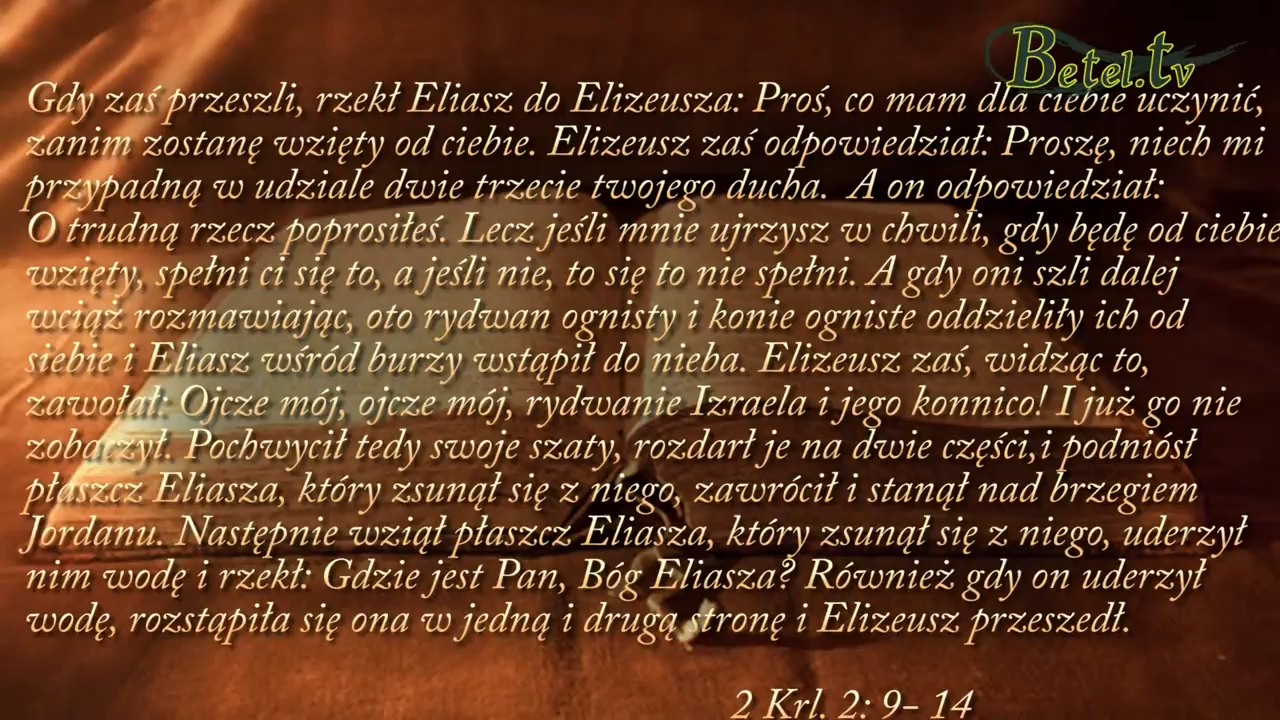 Betel.tv
Gdy zaś przeszli, rzekł Eliasz do Elizeusza: Proś, co mam dla ciebie uczynić,
zanim zostanę wzięty od ciebie. Elizeusz zaś odpowiedział: Proszę, niech mi
przypadną w udziale dwie trzecie twojego ducha. A on odpowiedział:
O trudną rzecz poprosiłeś. Lecz jeśli mnie ujrzysz w chwili, gdy będę od ciebie
wzięty, spełni ci się to, a jeśli nie, to się to nie spełni. A gdy oni szli dalej
wciąż rozmawiając, oto rydwan ognisty i konie ogniste oddzieliły ich od
siebie i Eliasz wśród burzy wstąpił do nieba. Elizeusz zaś, widząc to,
zawołał: Ojcze mój, ojcze mój, rydwanie Izraela i jego konnico! I już go nie
zobaczył. Pochwycił tedy swoje szaty, rozdarł je na dwie części,i podniósł
płaszcz Eliasza, który zsunął się z niego, zawrócił i stanął nad brzegiem
Jordanu. Następnie wziął płaszcz Eliasza, który zsunął się z niego, uderzył
nim wodę i rzekł: Gdzie jest Pan, Bóg Eliasza? Również gdy on uderzył
wodę, rozstąpiła się ona w jedną i drugą stronę i Elizeusz przeszedł.
2 Krl. 2: 9- 14